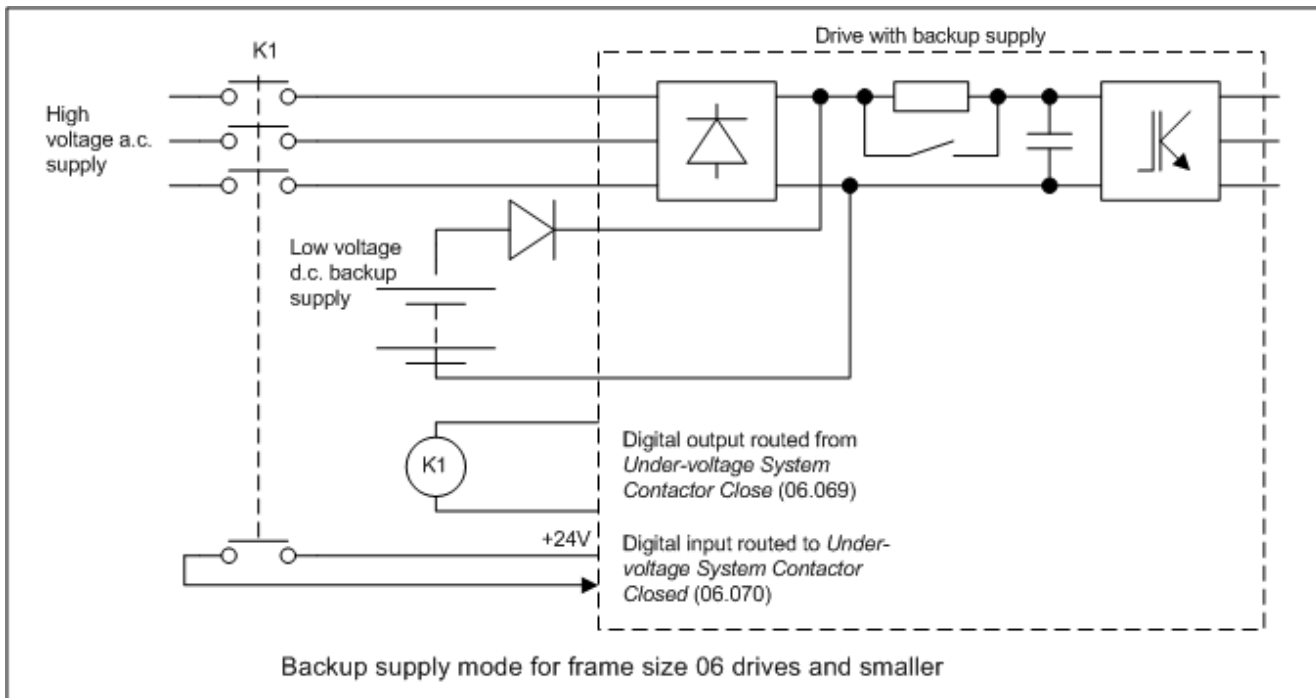 Drive with backup supply
K1
High
voltage a.c.
supply
Low voltage
d.c. backup
supply
K1
Digital output routed from
Under-voltage System
Contactor Close (06.069)
+24V
Digital input routed to Under-
voltage System Contactor
Closed (06.070)
Backup supply mode for frame size 06 drives and smaller